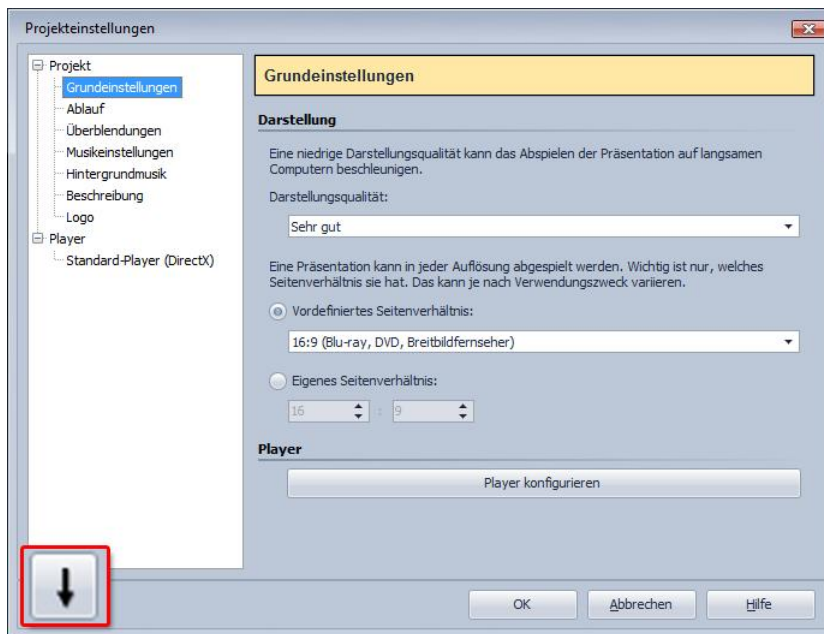 Projekteinstellungen
Projekt
Grundeinstellungen
Ablauf
Überblendungen
Musikeinstellungen
Hintergrundmusik
Beschreibung
Logo
Player
Standard-Player (DirectX)
Grundeinstellungen
Darstellung
Eine niedrige Darstellungsqualität kann das Abspielen der Präsentation auf langsamen
Computern beschleunigen.
Darstellungsqualität:
Sehr gut
Eine Präsentation kann in jeder Auflösung abgespielt werden. Wichtig ist nur, welches
Seitenverhältnis sie hat. Das kann je nach Verwendungszweck variieren.
Vordefiniertes Seitenverhältnis:
16:9 (Blu-ray, DVD, Breitbildfernseher)
Eigenes Seitenverhältnis:
16 : 9
Player
Player konfigurieren
OK Abbrechen Hilfe